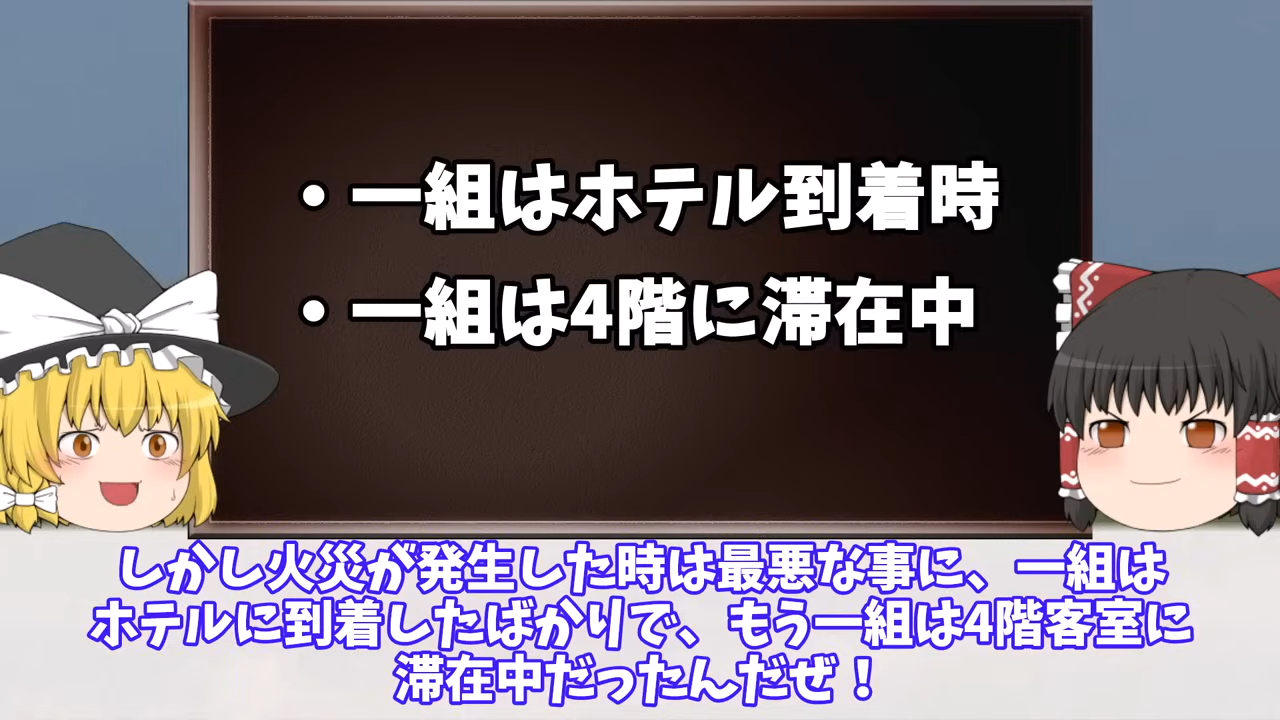 ・一組はホテル到着時
・一組は4階に滞在中
しかし火災が発生した時は最悪な事に、一組は
ホテルに到着したばかりで、もう一組は4階客室に
滞在中だったんだぜ！